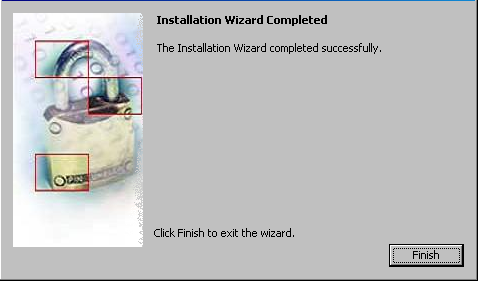 Installation Wizard Completed
The Installation Wizard completed successfully.
Click Finish to exit the wizard.
Finish